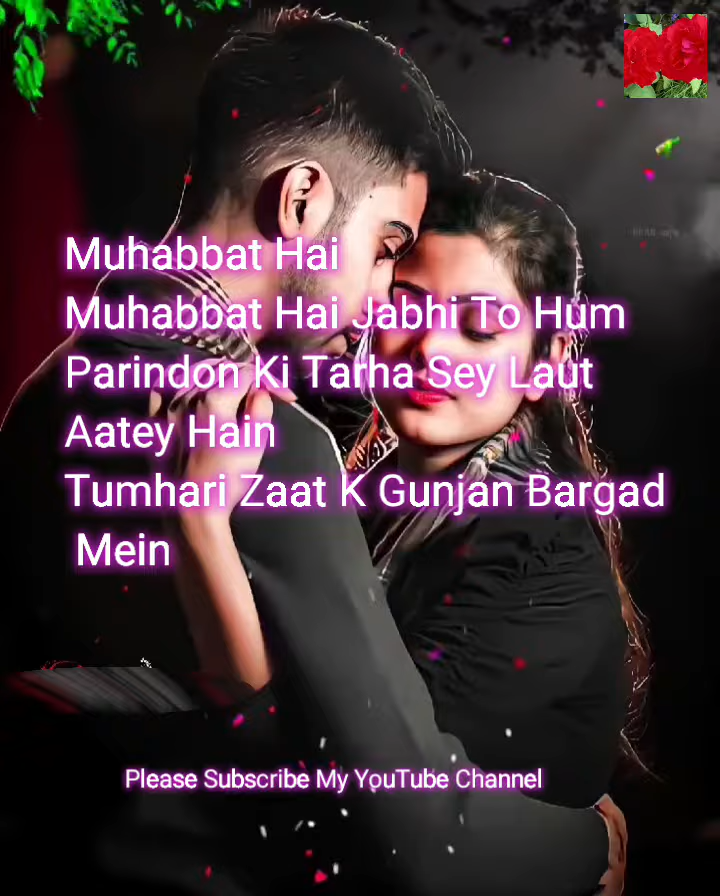 Muhabbat Hai
Muhabbat Hai Jabhi To Hum
Parindon Ki Tarha Sey Laut
Aatey Hain
Tumhari Zaat K Gunjan Bargad
Mein
Please Subscribe My YouTube Channel